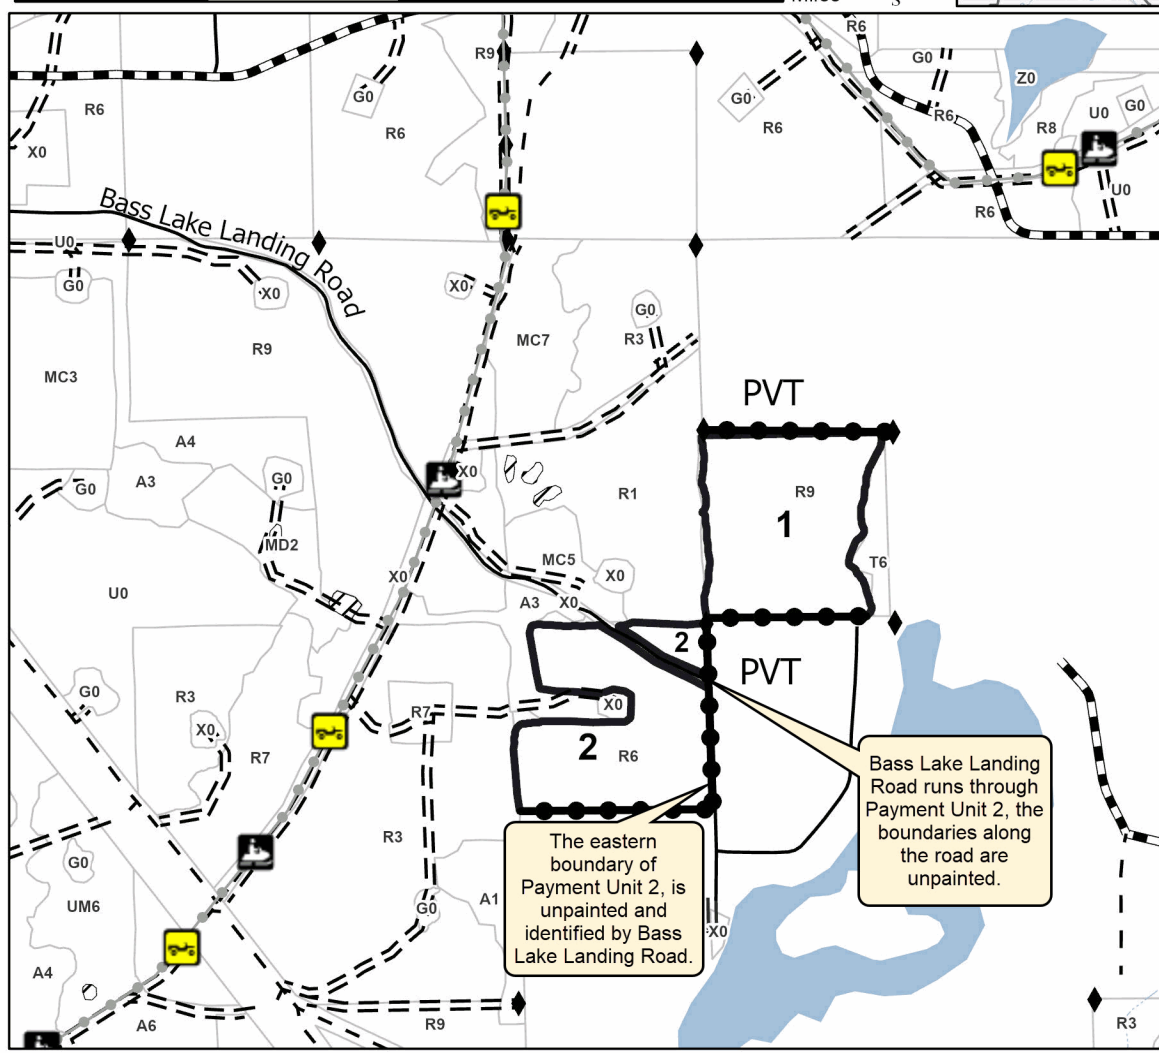 Miles
S
R6
R9
G0
Z0
G0
G0
R6
R6
R6
R6
R8
U0
G0
X0
U0
R6
Bass Lake Landing Road
U0
G0
X0
X0
G0
R9
MC7
R3
MC3
PVT
A4
A3
G0
G0
X0
R1
R9
1
MD2
MC5
X0
T6
X0
U0
A3
X0
2
PVT
G0
R3
X0
R7
R7
X0
2
R6
Bass Lake Landing
Road runs through
Payment Unit 2, the
boundaries along
the road are
unpainted.
R3
The eastern
boundary of
Payment Unit 2, is
unpainted and
identified by Bass
Lake Landing Road.
G0
UM6
G0
A1
X0
A4
A6
R9
R3